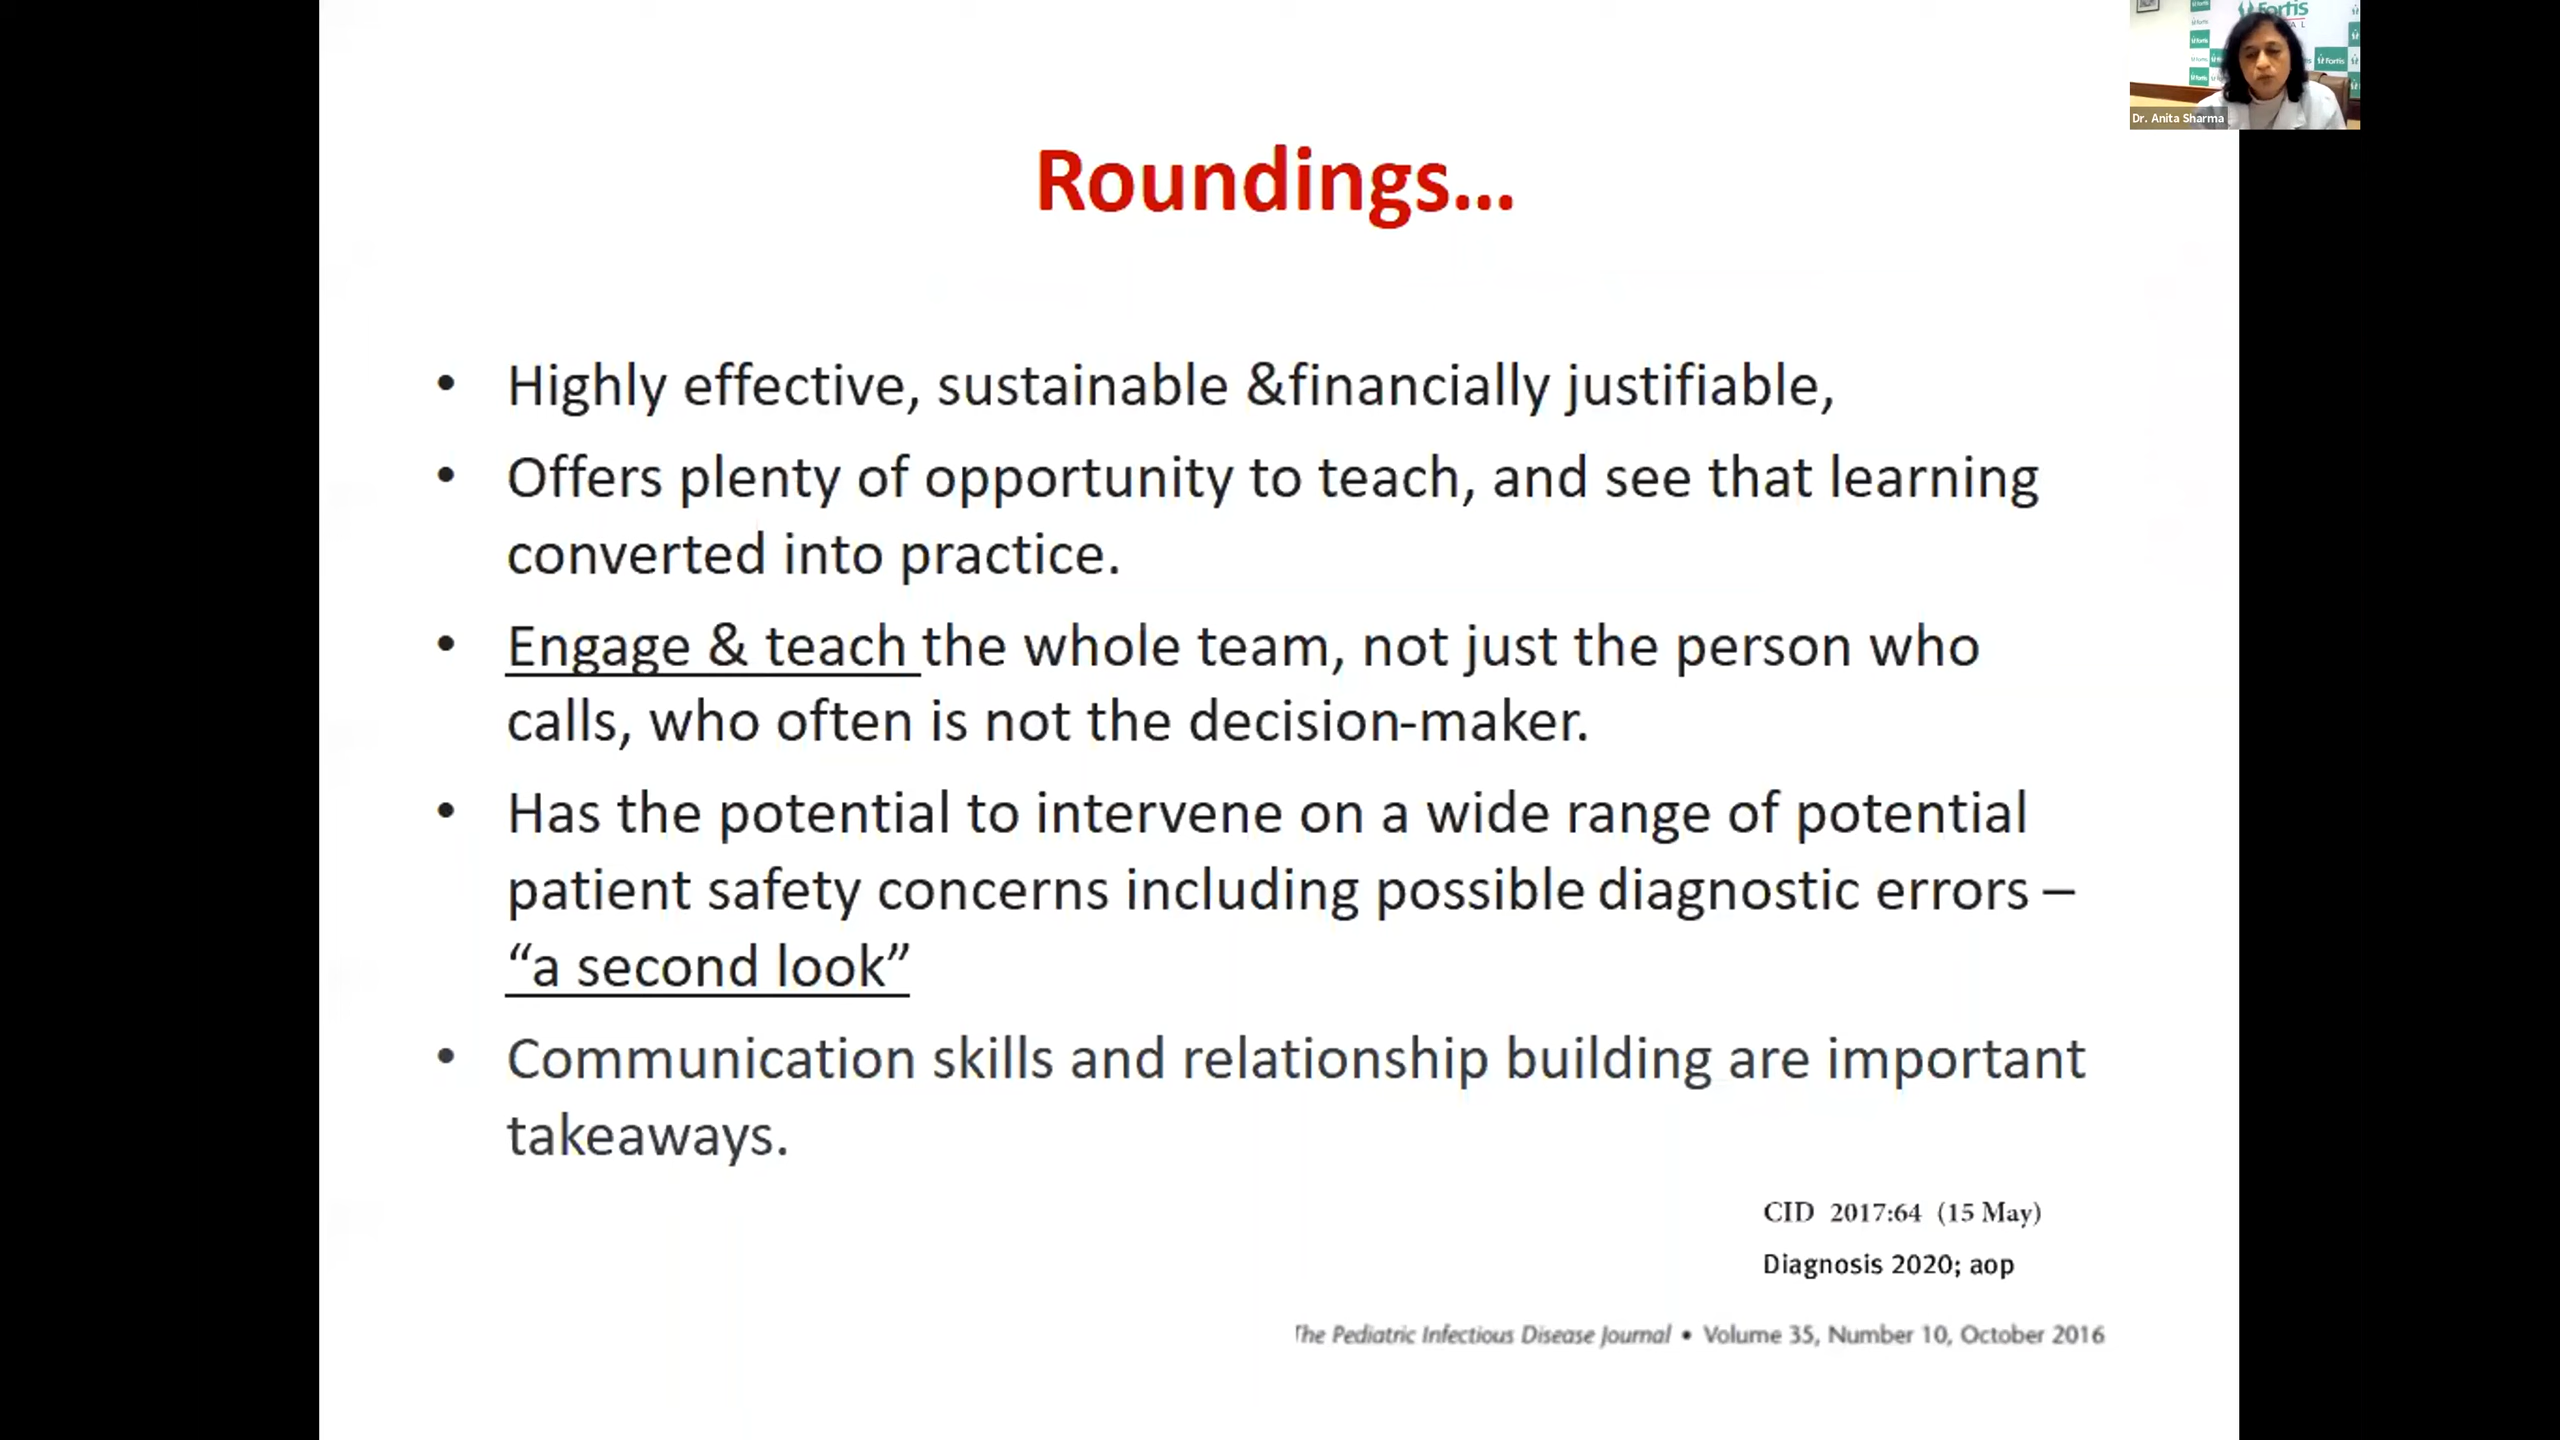 Fortis
Dr. Anita Sharma
Roundings...
• Highly effective, sustainable &financially justifiable,
• Offers plenty of opportunity to teach, and see that learning
converted into practice.
• Engage & teach the whole team, not just the person who
calls, who often is not the decision-maker.
• Has the potential to intervene on a wide range of potential
patient safety concerns including possible diagnostic errors –
“a second look”
• Communication skills and relationship building are important
takeaways.
CID 2017:64 (15 May)
Diagnosis 2020; aop
The Pediatric Infectious Disease Journal • Volume 35, Number 10, October 2016